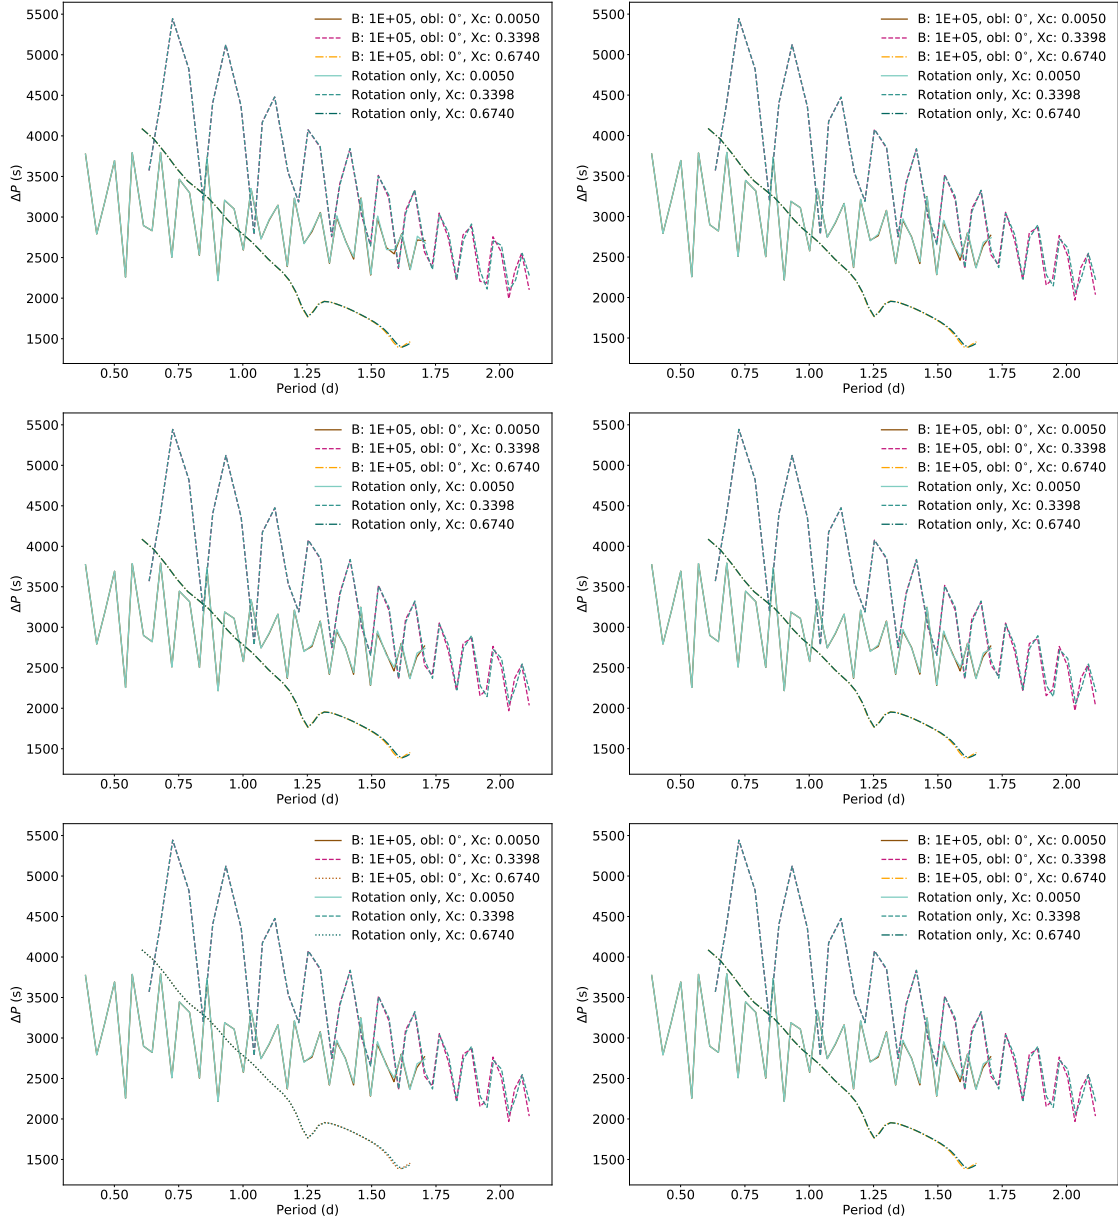 5500
5000
4500
4000
3500
3000
2500
2000
1500
ΔP (s)
B: 1E+05, obl: 0°, Xc: 0.0050
B: 1E+05, obl: 0°, Xc: 0.3398
B: 1E+05, obl: 0°, Xc: 0.6740
Rotation only, Xc: 0.0050
Rotation only, Xc: 0.3398
Rotation only, Xc: 0.6740
0.50 0.75 1.00 1.25 1.50 1.75 2.00
Period (d)
5500
5000
4500
4000
3500
3000
2500
2000
1500
ΔP (s)
B: 1E+05, obl: 0°, Xc: 0.0050
B: 1E+05, obl: 0°, Xc: 0.3398
B: 1E+05, obl: 0°, Xc: 0.6740
Rotation only, Xc: 0.0050
Rotation only, Xc: 0.3398
Rotation only, Xc: 0.6740
0.50 0.75 1.00 1.25 1.50 1.75 2.00
Period (d)
5500
5000
4500
4000
3500
3000
2500
2000
1500
ΔP (s)
B: 1E+05, obl: 0°, Xc: 0.0050
B: 1E+05, obl: 0°, Xc: 0.3398
B: 1E+05, obl: 0°, Xc: 0.6740
Rotation only, Xc: 0.0050
Rotation only, Xc: 0.3398
Rotation only, Xc: 0.6740
0.50 0.75 1.00 1.25 1.50 1.75 2.00
Period (d)
5500
5000
4500
4000
3500
3000
2500
2000
1500
ΔP (s)
B: 1E+05, obl: 0°, Xc: 0.0050
B: 1E+05, obl: 0°, Xc: 0.3398
B: 1E+05, obl: 0°, Xc: 0.6740
Rotation only, Xc: 0.0050
Rotation only, Xc: 0.3398
Rotation only, Xc: 0.6740
0.50 0.75 1.00 1.25 1.50 1.75 2.00
Period (d)
5500
5000
4500
4000
3500
3000
2500
2000
1500
ΔP (s)
B: 1E+05, obl: 0°, Xc: 0.0050
B: 1E+05, obl: 0°, Xc: 0.3398
B: 1E+05, obl: 0°, Xc: 0.6740
Rotation only, Xc: 0.0050
Rotation only, Xc: 0.3398
Rotation only, Xc: 0.6740
0.50 0.75 1.00 1.25 1.50 1.75 2.00
Period (d)
5500
5000
4500
4000
3500
3000
2500
2000
1500
ΔP (s)
B: 1E+05, obl: 0°, Xc: 0.0050
B: 1E+05, obl: 0°, Xc: 0.3398
B: 1E+05, obl: 0°, Xc: 0.6740
Rotation only, Xc: 0.0050
Rotation only, Xc: 0.3398
Rotation only, Xc: 0.6740
0.50 0.75 1.00 1.25 1.50 1.75 2.00
Period (d)